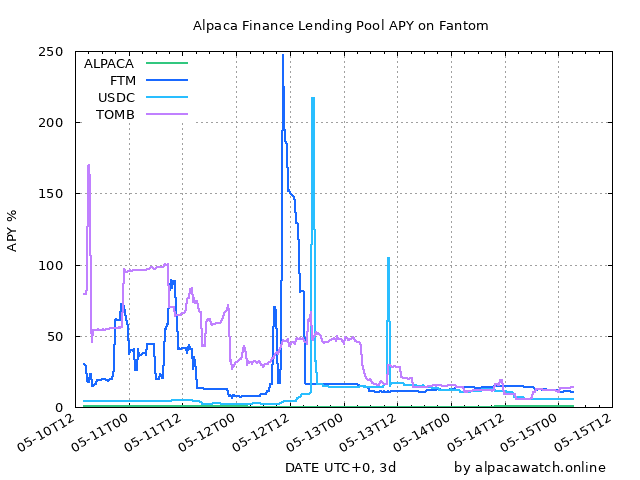 Alpaca Finance Lending Pool APY on Fantom
250
200
150
100
50
0
APY %
ALPACA
FTM
USDC
TOMB
05-10T12
05-11T00
05-11T12
05-12T00
05-12T12
05-13T00
05-13T12
05-14T00
05-14T12
05-15T00
05-15T12
DATE UTC+0, 3d
by alpacawatch.online